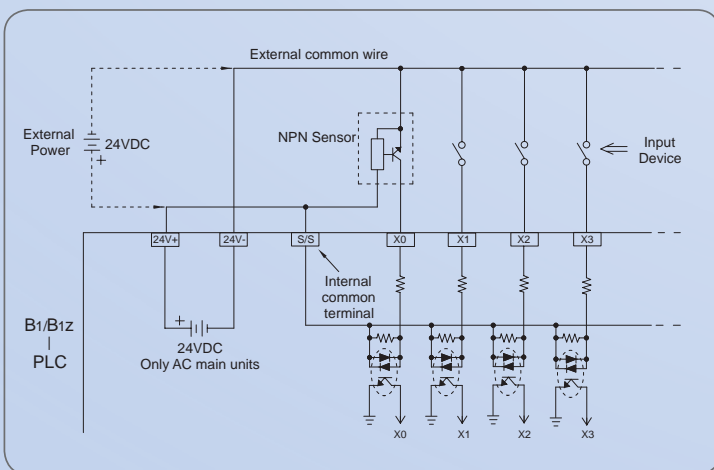 External common wire
NPN Sensor
External
Power
24VDC
+
Input
Device
24V+
24V-
S/S
X0
X1
X2
X3
Internal
common
terminal
+
24VDC
Only AC main units
B1/B1Z
PLC
X0
X1
X2
X3